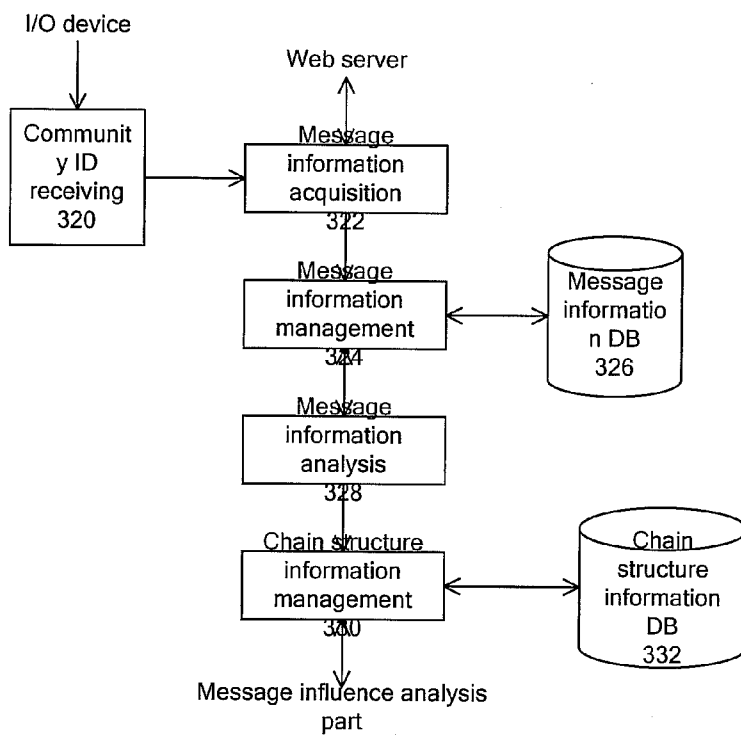 I/O device
Web server
Communit
y ID
receiving
320
Message
information
acquisition
322
Message
information
management
324
Message
informatio
n DB
326
Message
information
analysis
328
Chain structure
information
management
330
Chain
structure
information
DB
332
Message influence analysis
part